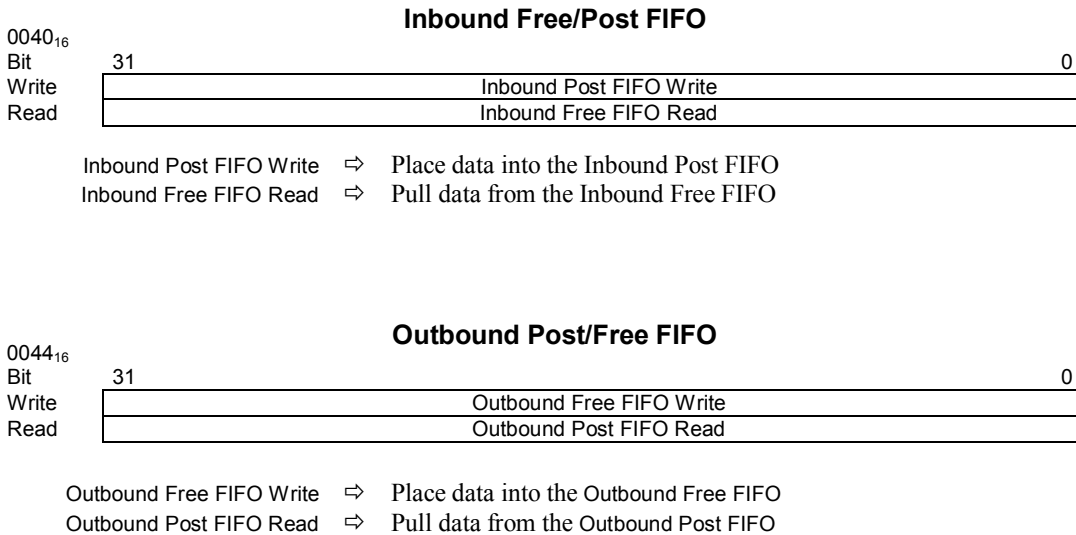 Inbound Free/Post FIFO
0040₁₆
Bit 31 0
Write Inbound Post FIFO Write
Read Inbound Free FIFO Read
Inbound Post FIFO Write ⇨ Place data into the Inbound Post FIFO
Inbound Free FIFO Read ⇨ Pull data from the Inbound Free FIFO
Outbound Post/Free FIFO
0044₁₆
Bit 31 0
Write Outbound Free FIFO Write
Read Outbound Post FIFO Read
Outbound Free FIFO Write ⇨ Place data into the Outbound Free FIFO
Outbound Post FIFO Read ⇨ Pull data from the Outbound Post FIFO